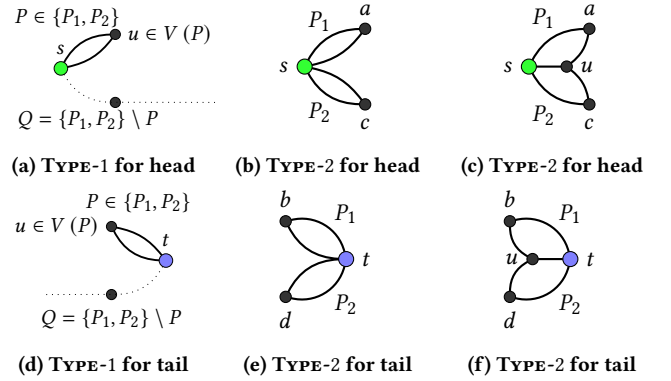 P ∈ {P₁, P₂}
u ∈ V (P)
s
Q = {P₁, P₂} \ P
(a) Type-1 for head
P₁
a
s
P₂
c
(b) Type-2 for head
P₁
a
s
u
P₂
c
(c) Type-2 for head
P ∈ {P₁, P₂}
u ∈ V (P)
t
Q = {P₁, P₂} \ P
(d) Type-1 for tail
b
P₁
t
P₂
d
(e) Type-2 for tail
b
P₁
u
t
P₂
d
(f) Type-2 for tail